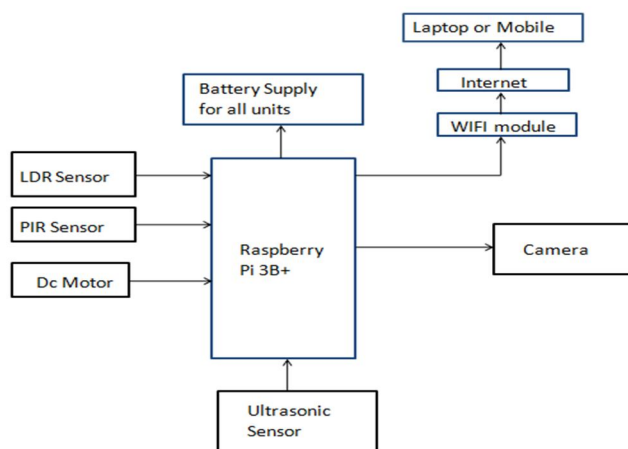 Laptop or Mobile
Internet
WIFI module
Battery Supply
for all units
LDR Sensor
PIR Sensor
Dc Motor
Raspberry
Pi 3B+
Camera
Ultrasonic
Sensor